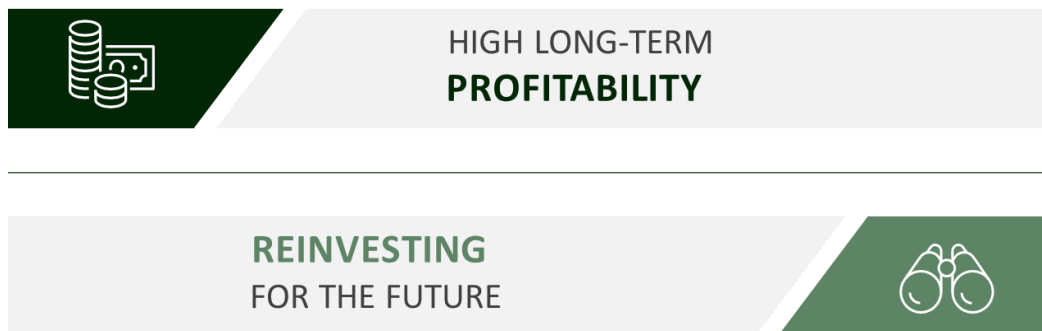 HIGH LONG-TERM
PROFITABILITY
REINVESTING
FOR THE FUTURE